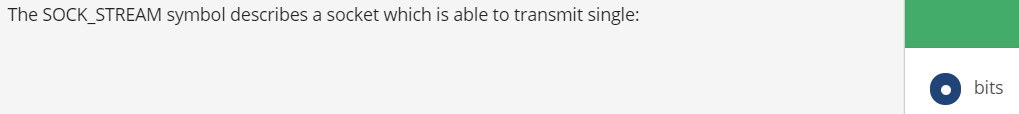 The SOCK_STREAM symbol describes a socket which is able to transmit single:
bits